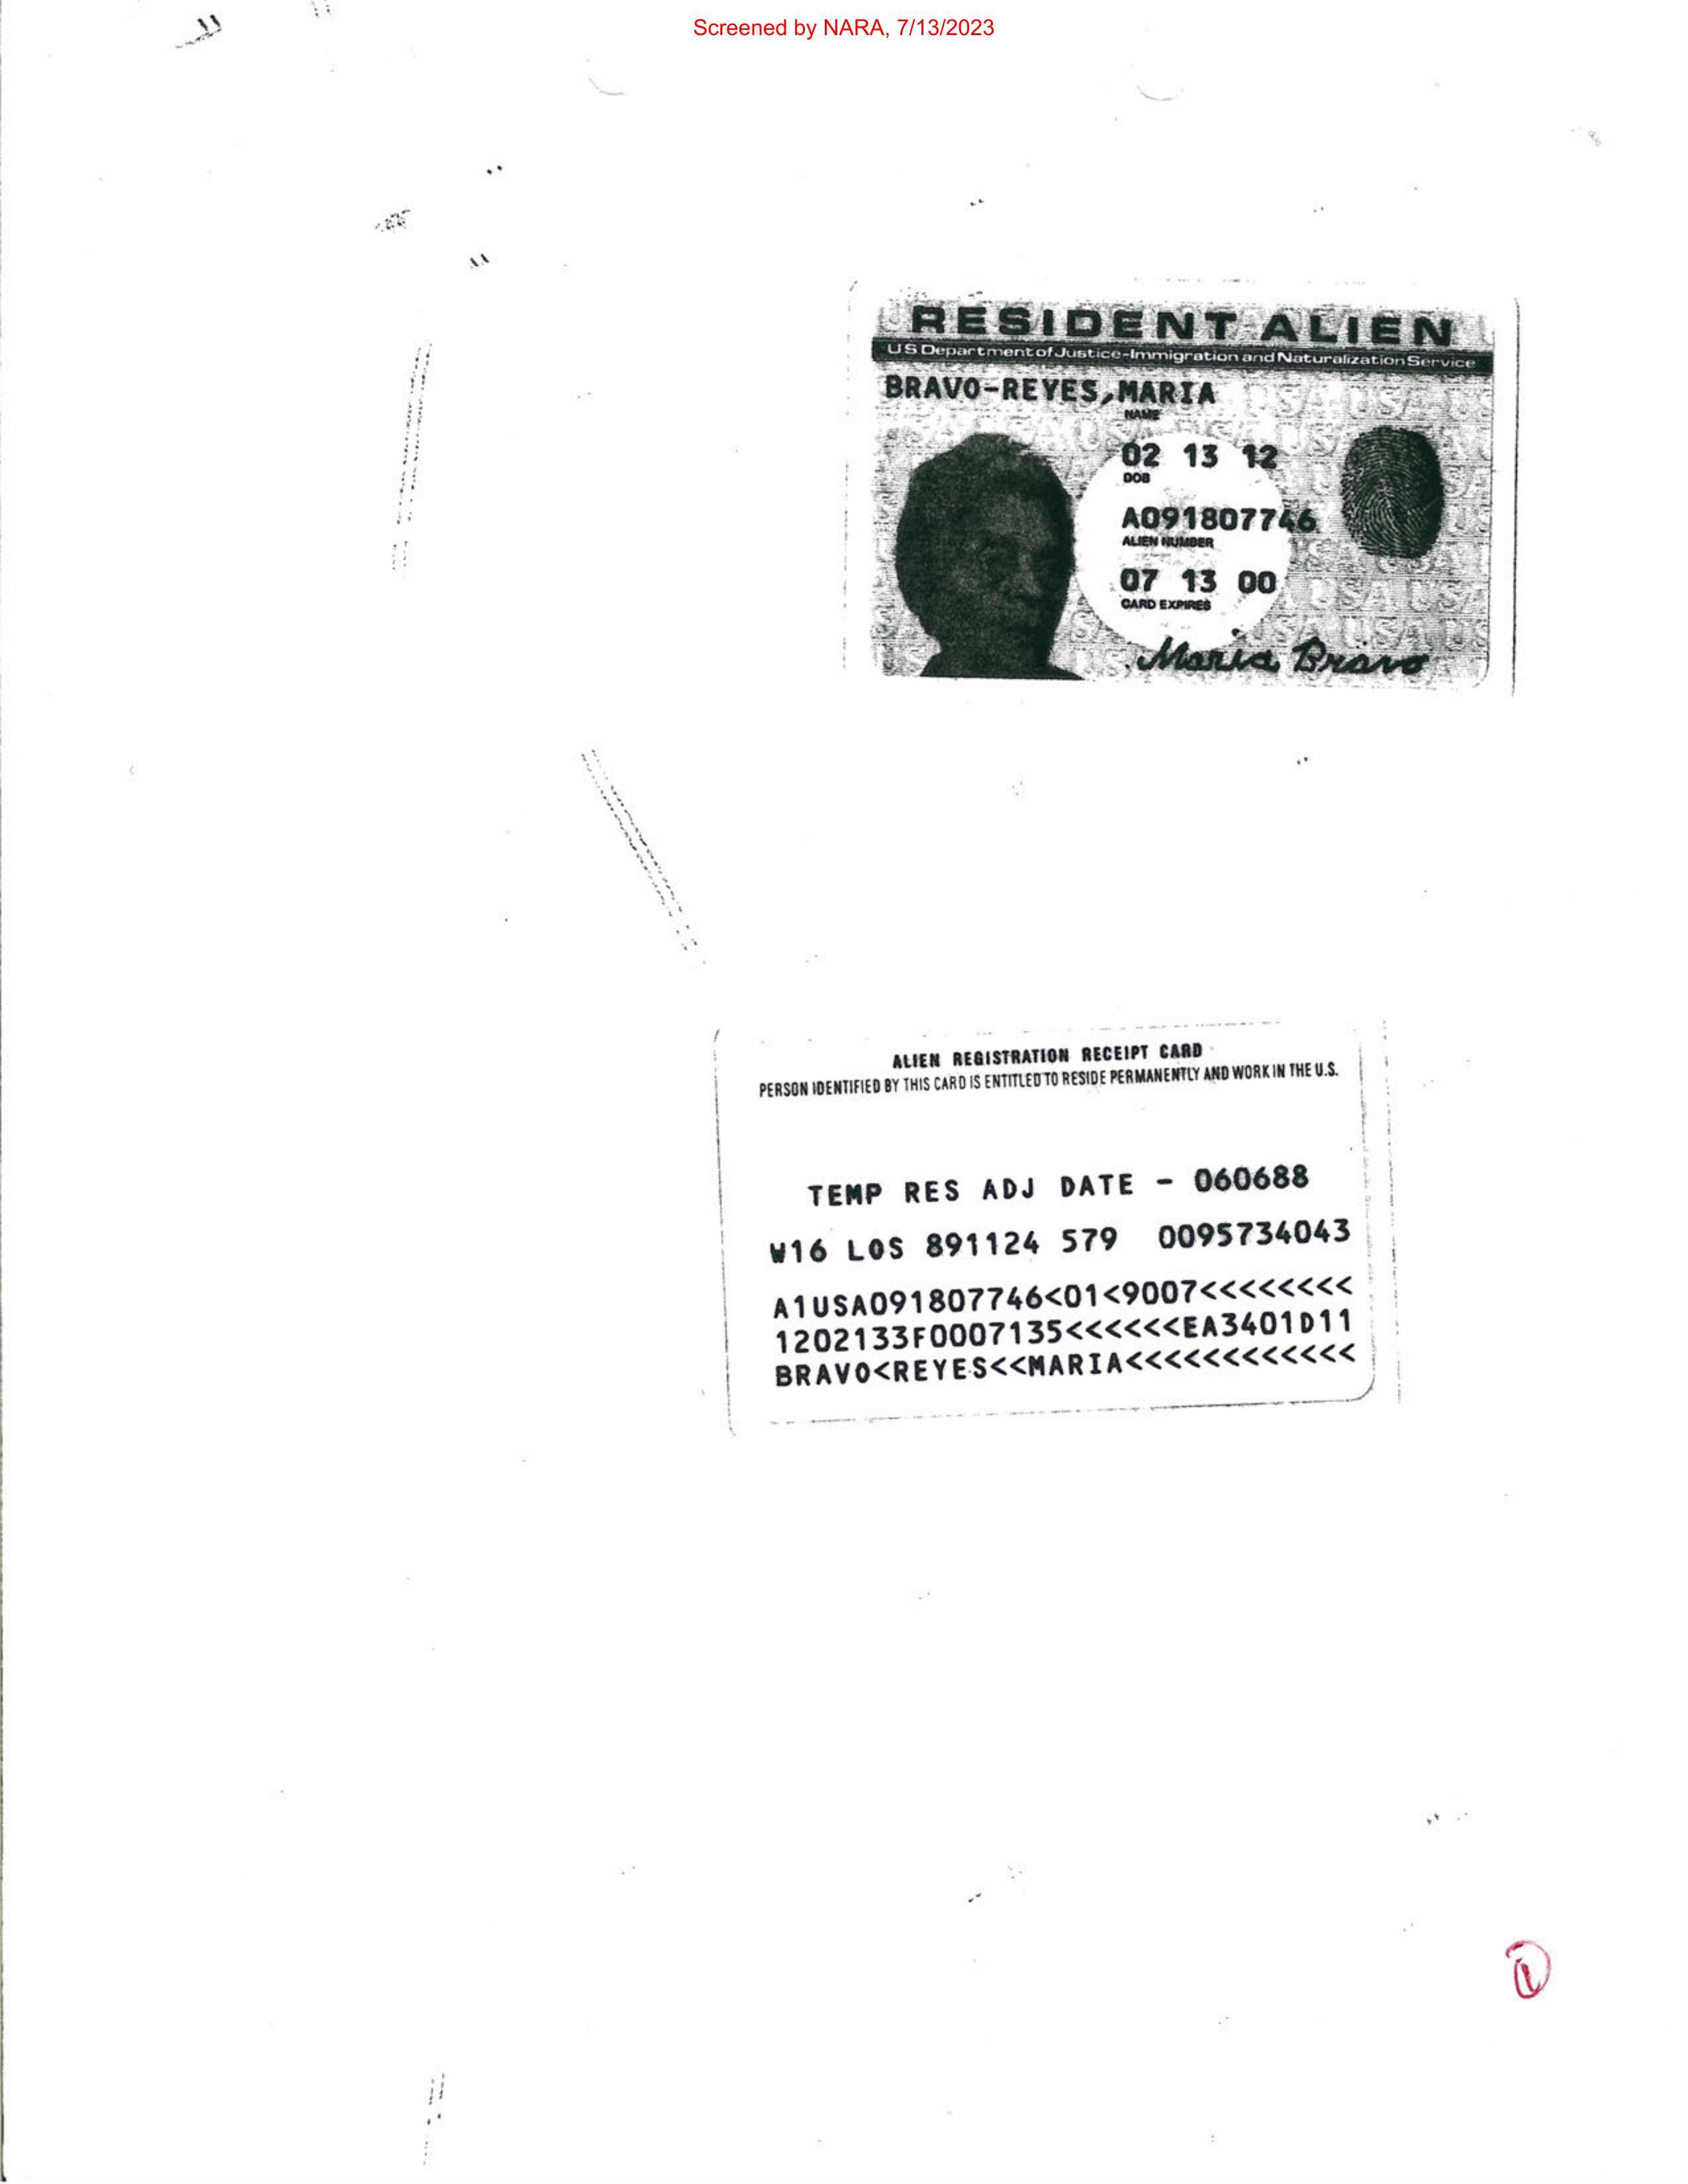 Screened by NARA, 7/13/2023
RESIDENT ALIEN
U.S. Department of Justice-Immigration and Naturalization Service
BRAVO-REYES,MARIA
NAME
02 13 12
DOB
A091807746
ALIEN NUMBER
07 13 00
CARD EXPIRES
Maria Bravo
ALIEN REGISTRATION RECEIPT CARD
PERSON IDENTIFIED BY THIS CARD IS ENTITLED TO RESIDE PERMANENTLY AND WORK IN THE U.S.
TEMP RES ADJ DATE - 060688
W16 LOS 891124 579 0095734043
A1USA091807746<01<9007<<<<<<<<
1202133F0007135<<<<<<EA3401D11
BRAVO<REYES<<MARIA<<<<<<<<<<<<
1